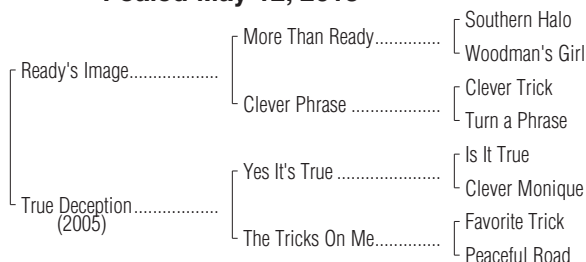 Foaled May 12,
Southern Halo
More Than Ready..............
Woodman's Girl
Ready's Image...................
Clever Trick
Clever Phrase ...................
Turn a Phrase
Is It True
Yes It's True ......................
Clever Monique
True Deception..................
(2005)
Favorite Trick
The Tricks On Me..............
Peaceful Road